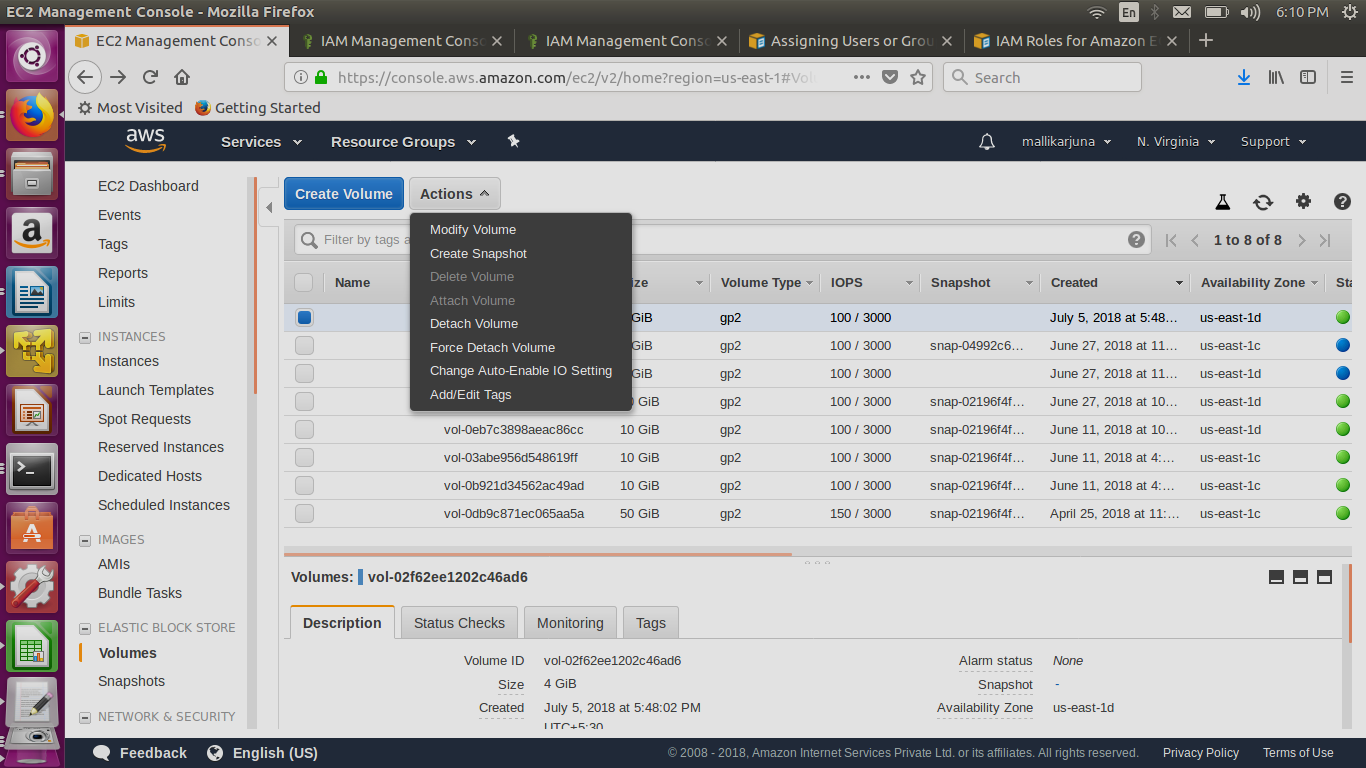 EC2 Management Console - Mozilla Firefox
En
6:10 PM
EC2 Management Conso
IAM Management Conso
IAM Management Conso
Assigning Users or Grou
IAM Roles for Amazon E
https://console.aws.amazon.com/ec2/v2/home?region=us-east-1#Vol
Search
Most Visited
Getting Started
aws
Services
Resource Groups
mallikarjuna
N. Virginia
Support
EC2 Dashboard
Events
Tags
Reports
Limits
INSTANCES
Instances
Launch Templates
Spot Requests
Reserved Instances
Dedicated Hosts
Scheduled Instances
IMAGES
AMIs
Bundle Tasks
ELASTIC BLOCK STORE
Volumes
Snapshots
NETWORK & SECURITY
Create Volume
Actions
Modify Volume
Create Snapshot
Delete Volume
Attach Volume
Detach Volume
Force Detach Volume
Change Auto-Enable IO Setting
Add/Edit Tags
Filter by tags a
1 to 8 of 8
Name ze Volume Type IOPS Snapshot Created Availability Zone Sta
GiB gp2 100 / 3000 July 5, 2018 at 5:48... us-east-1d
gp2 100 / 3000 snap-04992c6... June 27, 2018 at 11... us-east-1c
GiB gp2 100 / 3000 June 27, 2018 at 11... us-east-1d
GiB gp2 100 / 3000 snap-02196f4f... June 27, 2018 at 10... us-east-1d
vol-0eb7c3898aeac86cc 10 GiB gp2 100 / 3000 snap-02196f4f... June 11, 2018 at 10... us-east-1d
vol-03abe956d548619ff 10 GiB gp2 100 / 3000 snap-02196f4f... June 11, 2018 at 4:... us-east-1c
vol-0b921d34562ac49ad 10 GiB gp2 100 / 3000 snap-02196f4f... June 11, 2018 at 4:... us-east-1c
vol-0db9c871ec065aa5a 50 GiB gp2 150 / 3000 snap-02196f4f... April 25, 2018 at 11:... us-east-1c
Volumes: vol-02f62ee1202c46ad6
Description
Status Checks
Monitoring
Tags
Volume ID vol-02f62ee1202c46ad6
Alarm status None
Size 4 GiB
Snapshot -
Created July 5, 2018 at 5:48:02 PM
UTC+5:30
Availability Zone us-east-1d
Feedback
English (US)
© 2008 - 2018, Amazon Internet Services Private Ltd. or its affiliates. All rights reserved.
Privacy Policy
Terms of Use